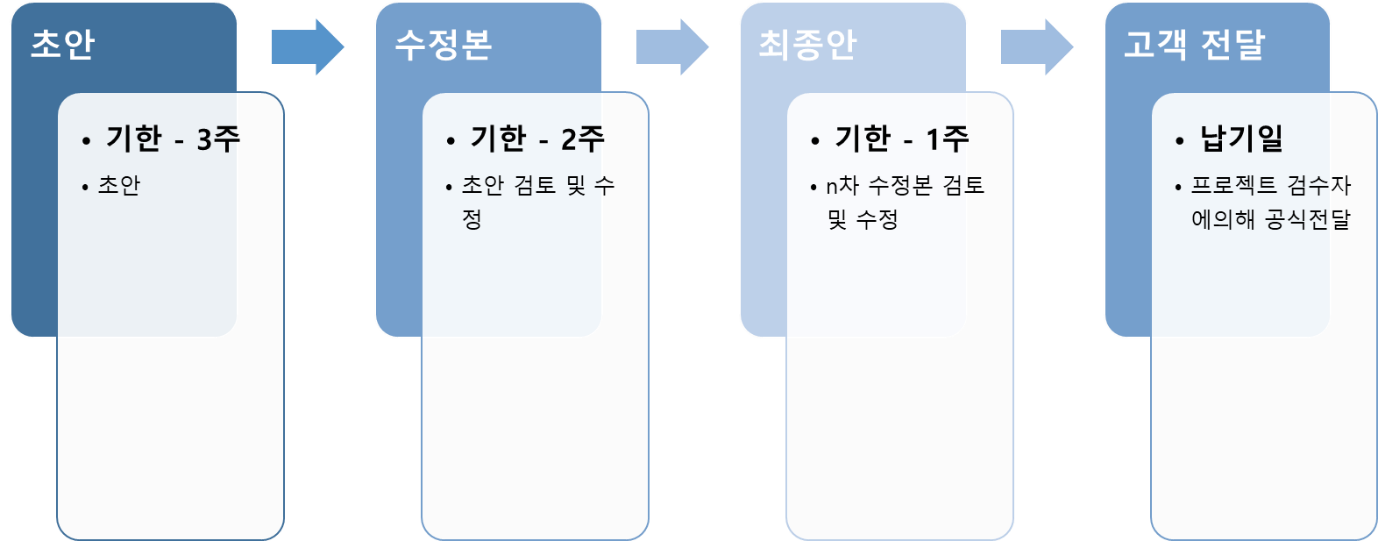 초안
• 기한 - 3주
• 초안
수정본
• 기한 - 2주
• 초안 검토 및 수
정
최종안
• 기한 - 1주
• n차 수정본 검토
및 수정
고객 전달
• 납기일
• 프로젝트 검수자
에의해 공식전달